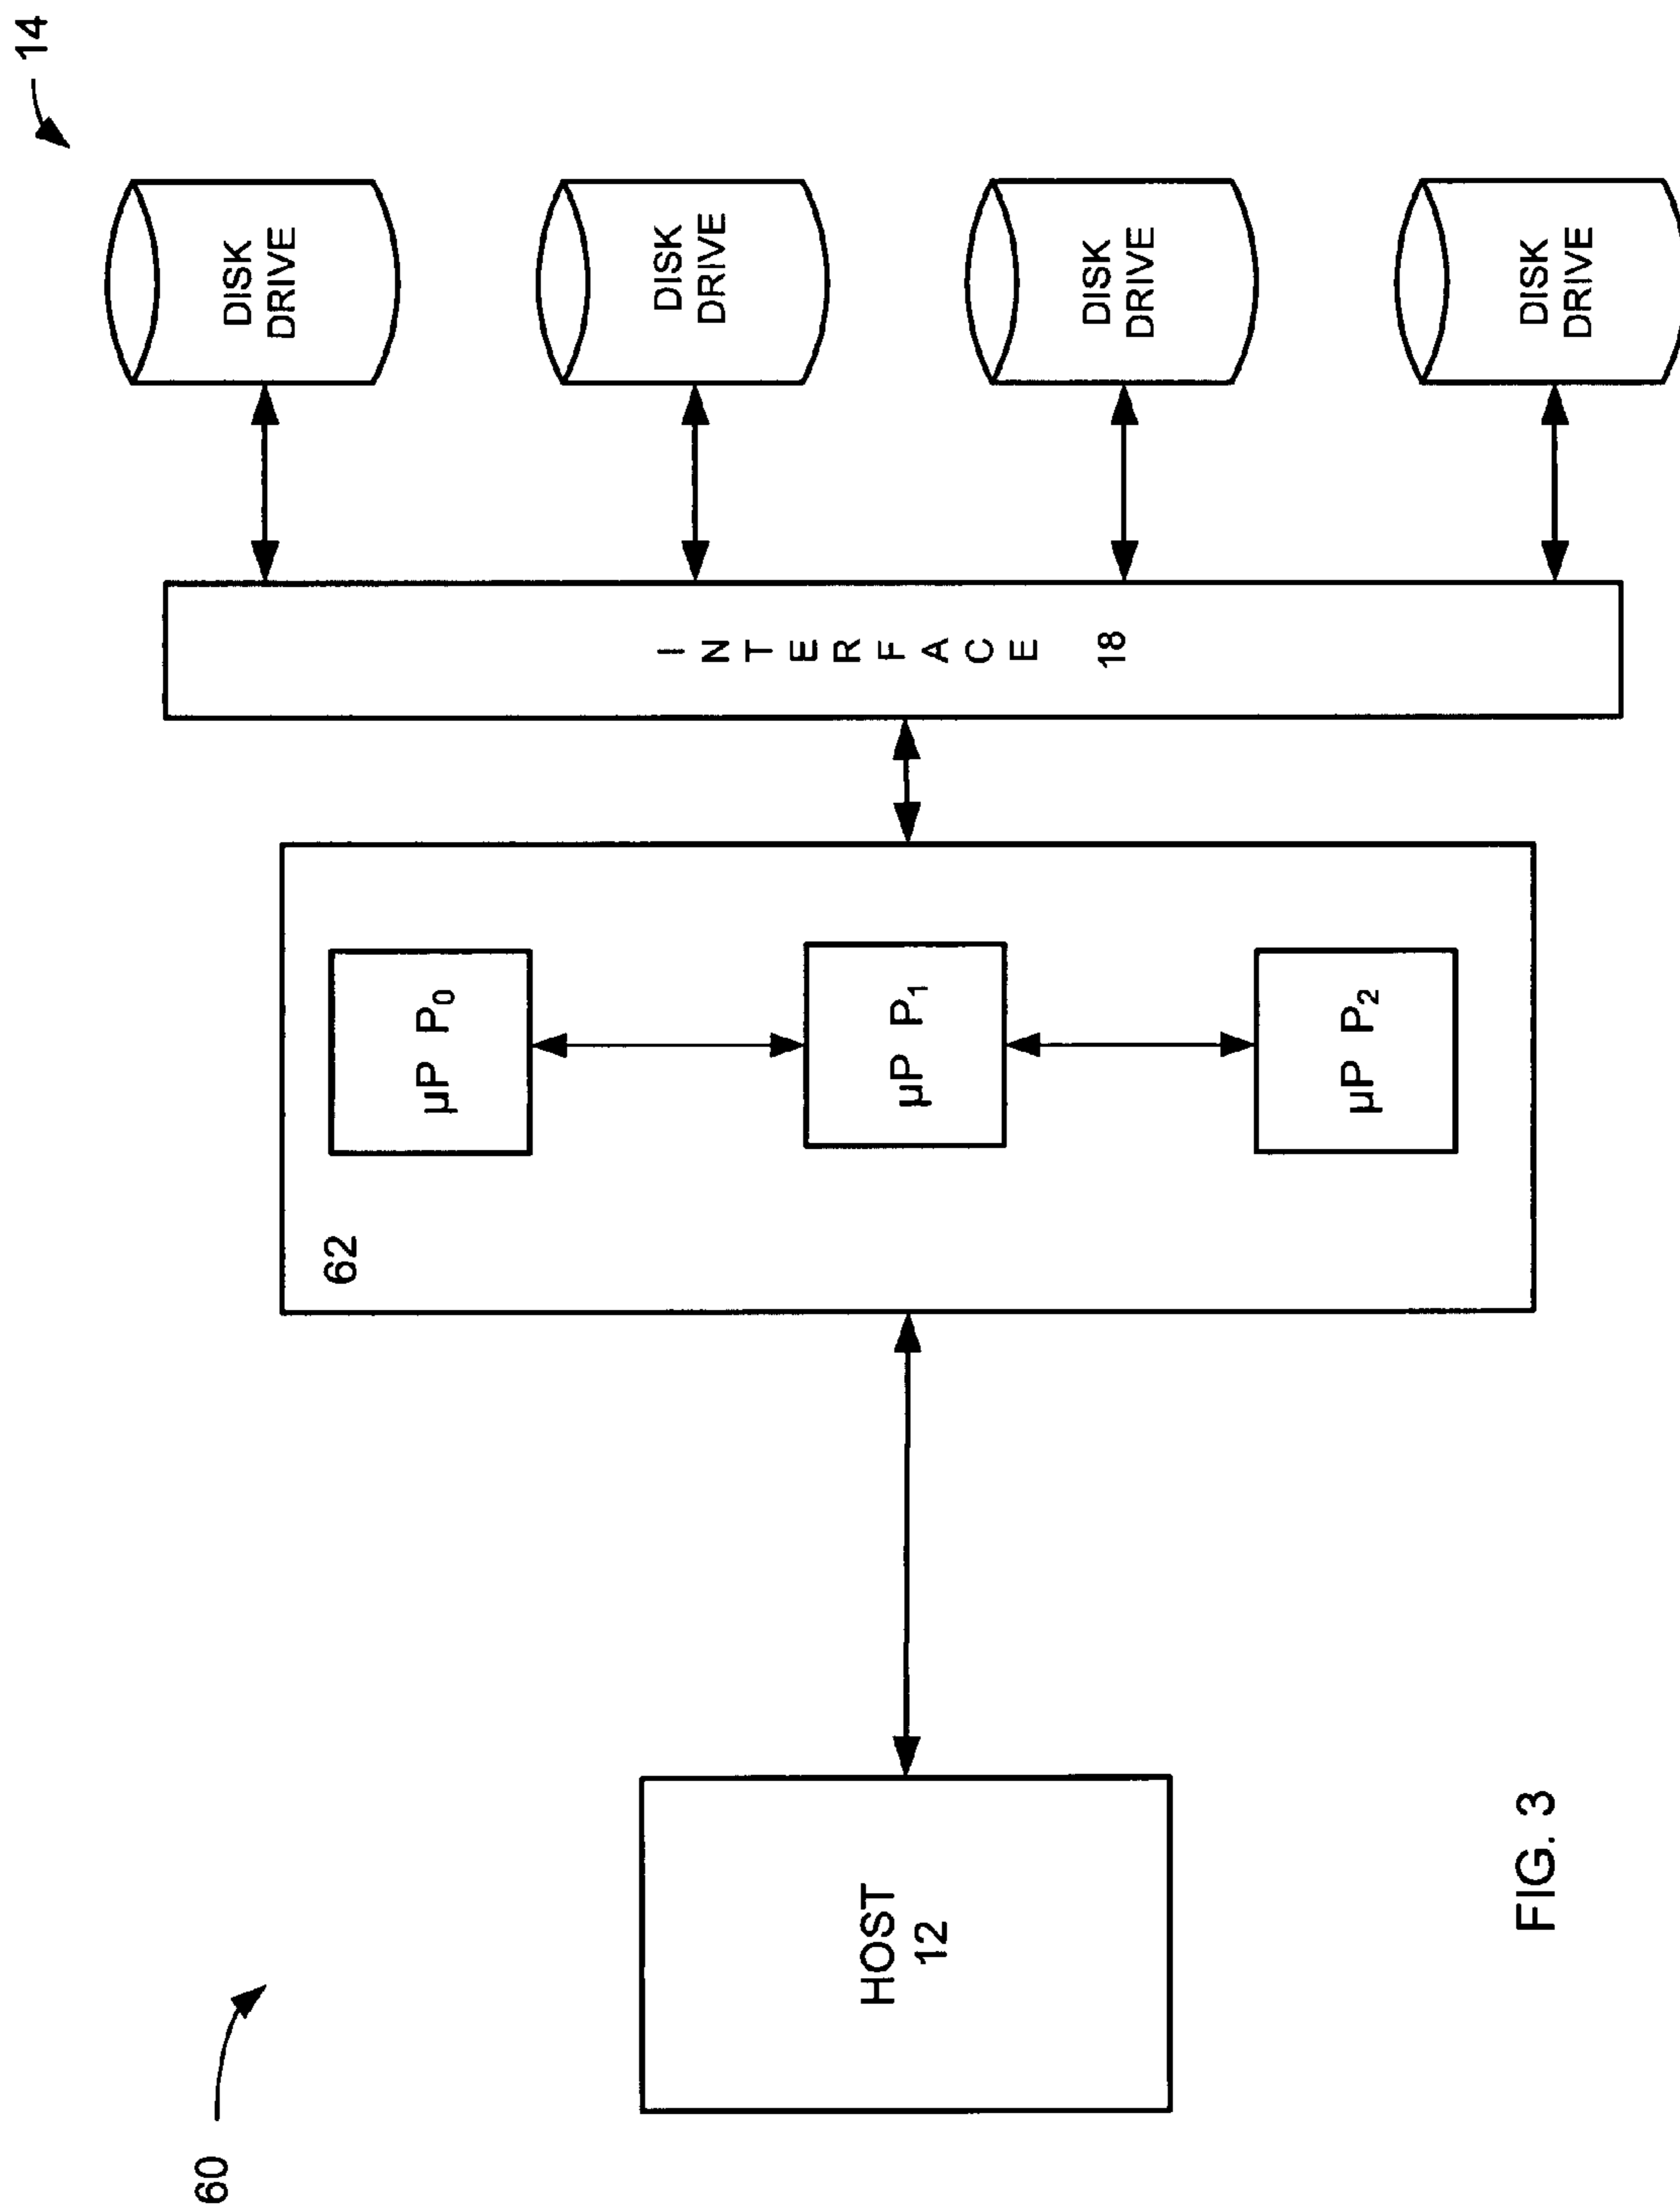 14
60
DISK
DRIVE
62
µP P0
DISK
DRIVE
INTERFACE
18
HOST
12
µP P1
DISK
DRIVE
µP P2
DISK
DRIVE
FIG. 3